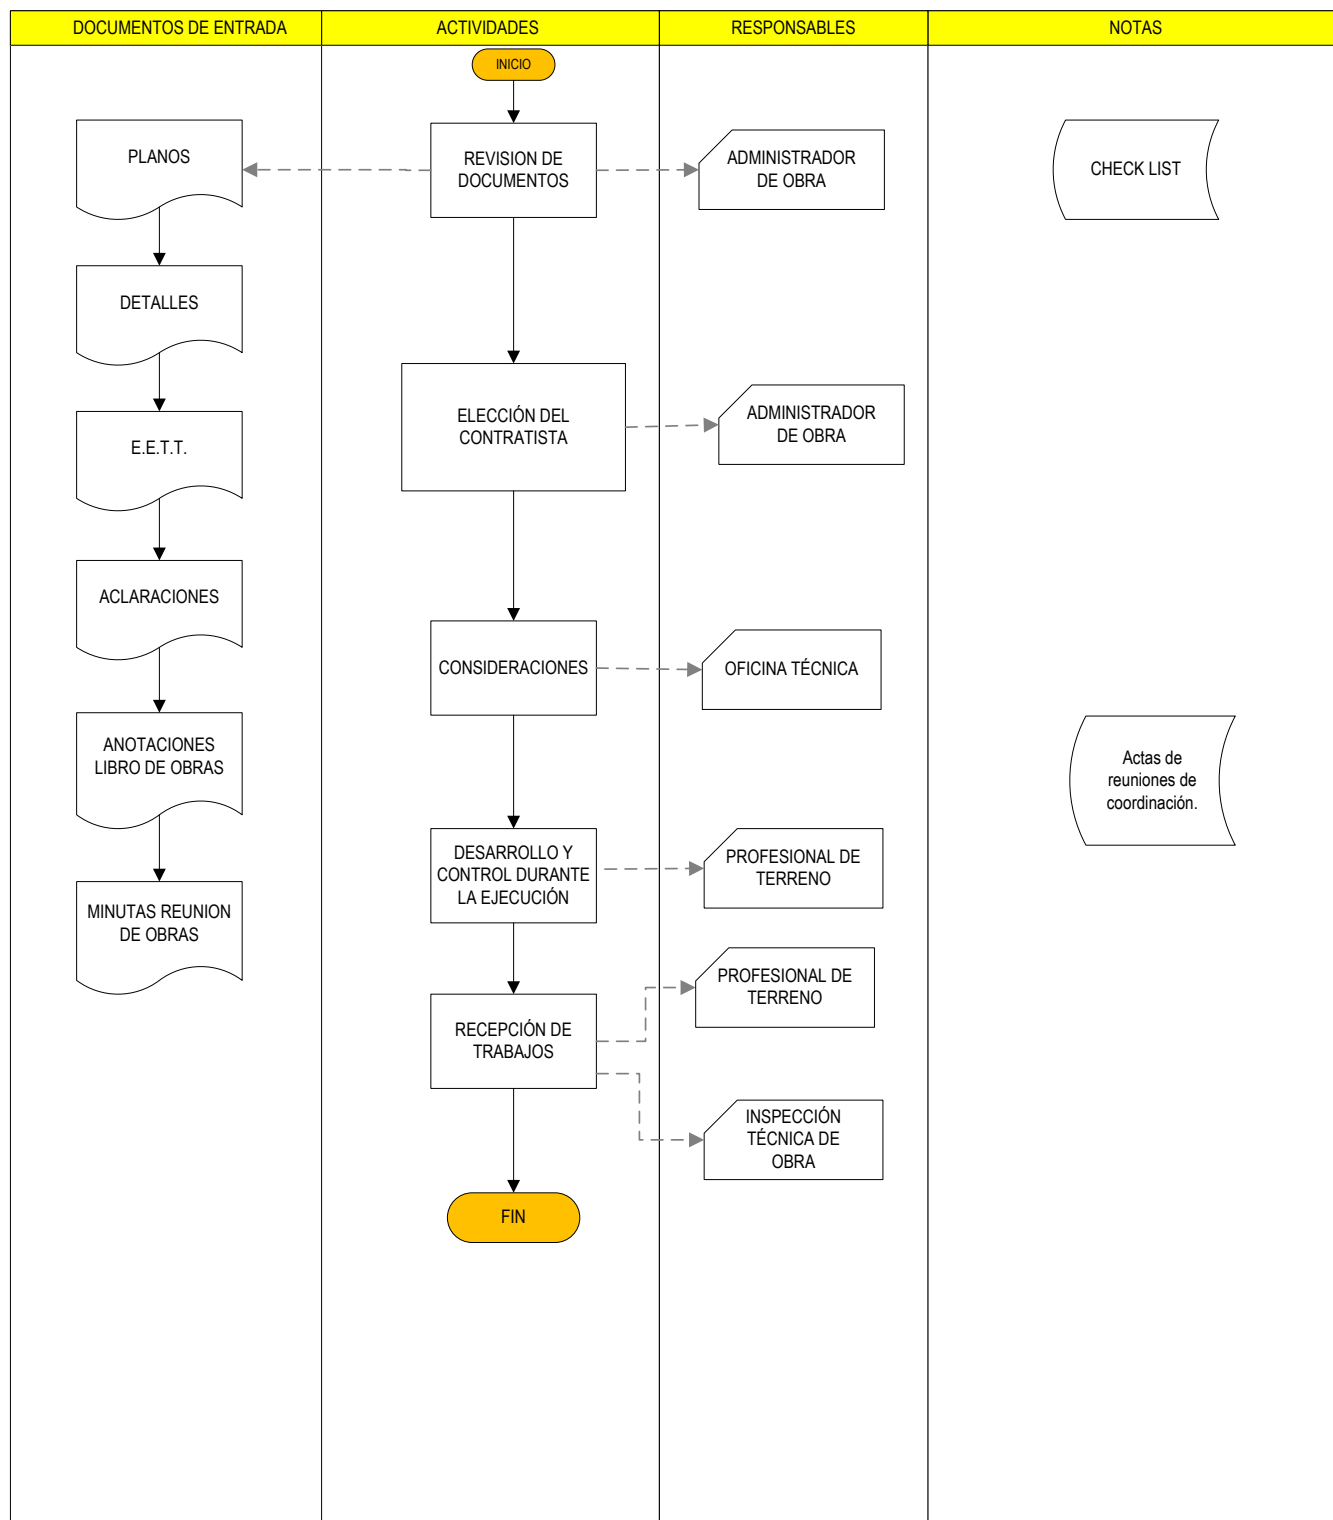 DOCUMENTOS DE ENTRADA
ACTIVIDADES
RESPONSABLES
NOTAS
INICIO
PLANOS
REVISION DE
DOCUMENTOS
ADMINISTRADOR
DE OBRA
CHECK LIST
DETALLES
ELECCIÓN DEL
CONTRATISTA
ADMINISTRADOR
DE OBRA
E.E.T.T.
ACLARACIONES
CONSIDERACIONES
OFICINA TÉCNICA
ANOTACIONES
LIBRO DE OBRAS
Actas de
reuniones de
coordinación.
DESARROLLO Y
CONTROL DURANTE
LA EJECUCIÓN
PROFESIONAL DE
TERRENO
MINUTAS REUNION
DE OBRAS
PROFESIONAL DE
TERRENO
RECEPCIÓN DE
TRABAJOS
INSPECCIÓN
TÉCNICA DE
OBRA
FIN